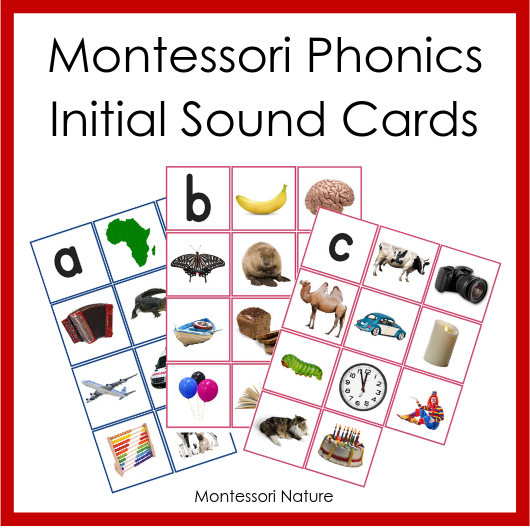 Montessori Phonics
Initial Sound Cards
a
b
c
Montessori Nature